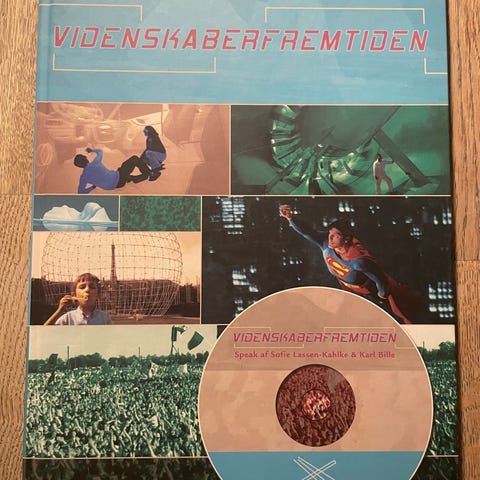 VIDENSKABERFREMTIDEN
VIDENSKABERFREMTIDEN
Speak af Sofie Lassen-Kahlke & Karl Bille